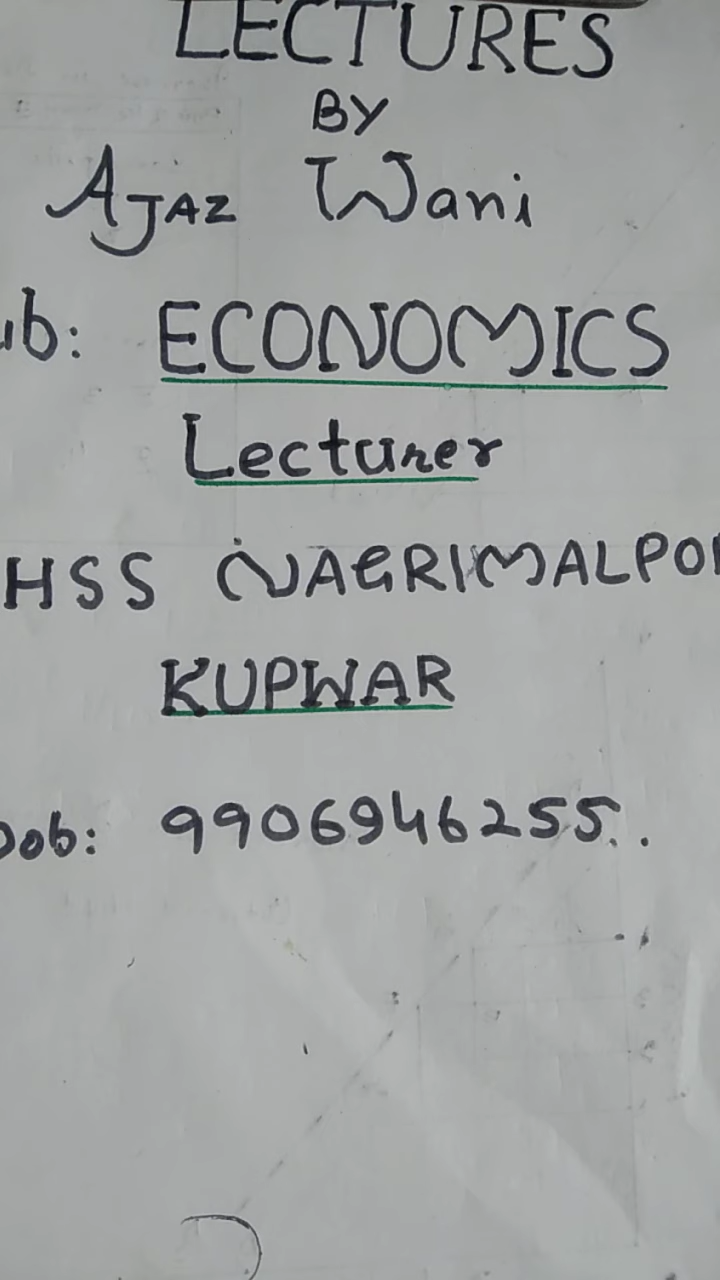 LECTURES
BY
AJAZ Wani
ub: ECONOMICS
Lecturer
HSS NAGRIMALPO
KUPWAR
ob: 9906946255..